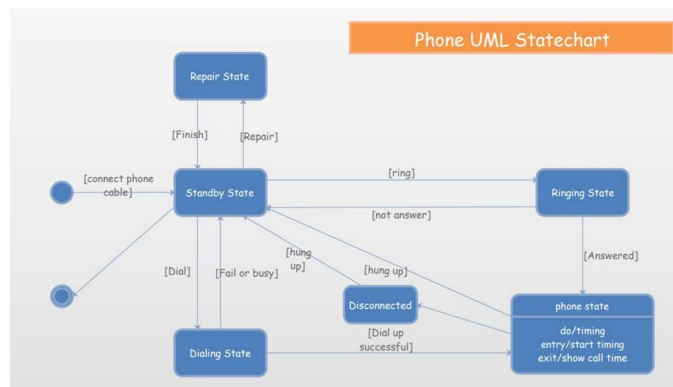 Phone UML Statechart
Repair State
[Finish]
[Repair]
[connect phone
cable]
Standby State
[ring]
Ringing State
[not answer]
[Dial]
[Fail or busy]
[hung
up]
[hung up]
[Answered]
Disconnected
phone state
do/timing
entry/start timing
exit/show call time
[Dial up
successful]
Dialing State